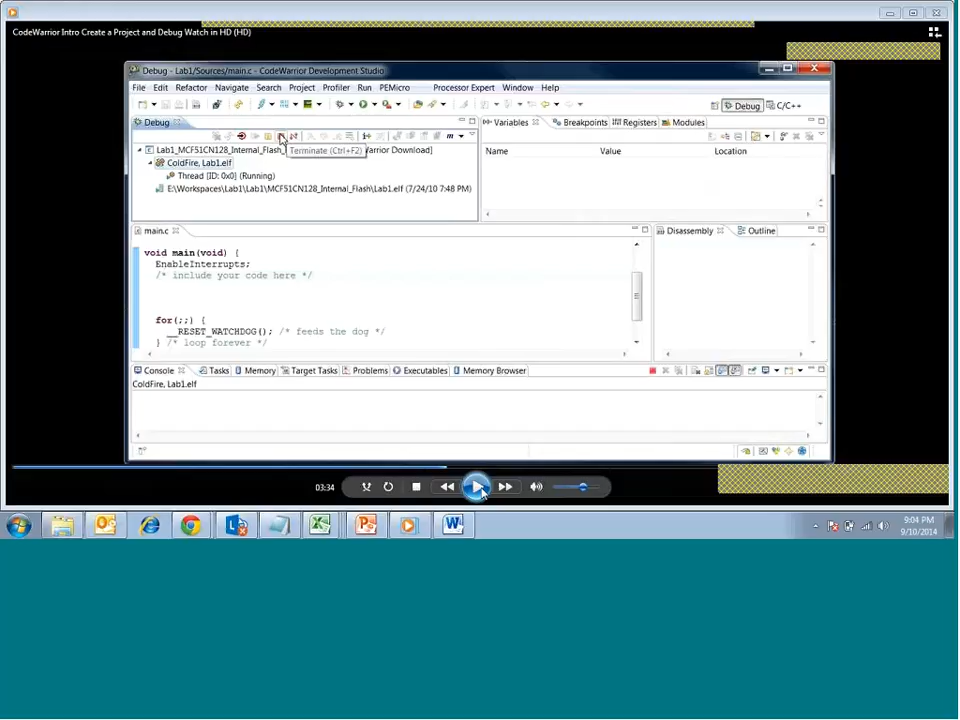 CodeWarrior Intro Create a Project and Debug Watch in HD (HD)
Debug - Lab1/Sources/main.c - CodeWarrior Development Studio
File Edit Refactor Navigate Search Project Profiler Run PEMicro Processor Expert Window Help
Debug C/C++
Debug
Lab1_MCF51CN128_Internal_Flash_ Warrior Download]
Terminate (Ctrl+F2)
ColdFire, Lab1.elf
Thread [ID: 0x0] (Running)
E:\Workspaces\Lab1\Lab1\MCF51CN128_Internal_Flash\Lab1.elf (7/24/10 7:48 PM)
Variables Breakpoints Registers Modules
Name Value Location
main.c
void main(void) {
EnableInterrupts;
/* include your code here */
for(;;) {
__RESET_WATCHDOG(); /* feeds the dog */
} /* loop forever */
Disassembly Outline
Console Tasks Memory Target Tasks Problems Executables Memory Browser
ColdFire, Lab1.elf
03:34
9:04 PM
9/10/2014